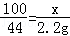 100/44 = x/2.2g